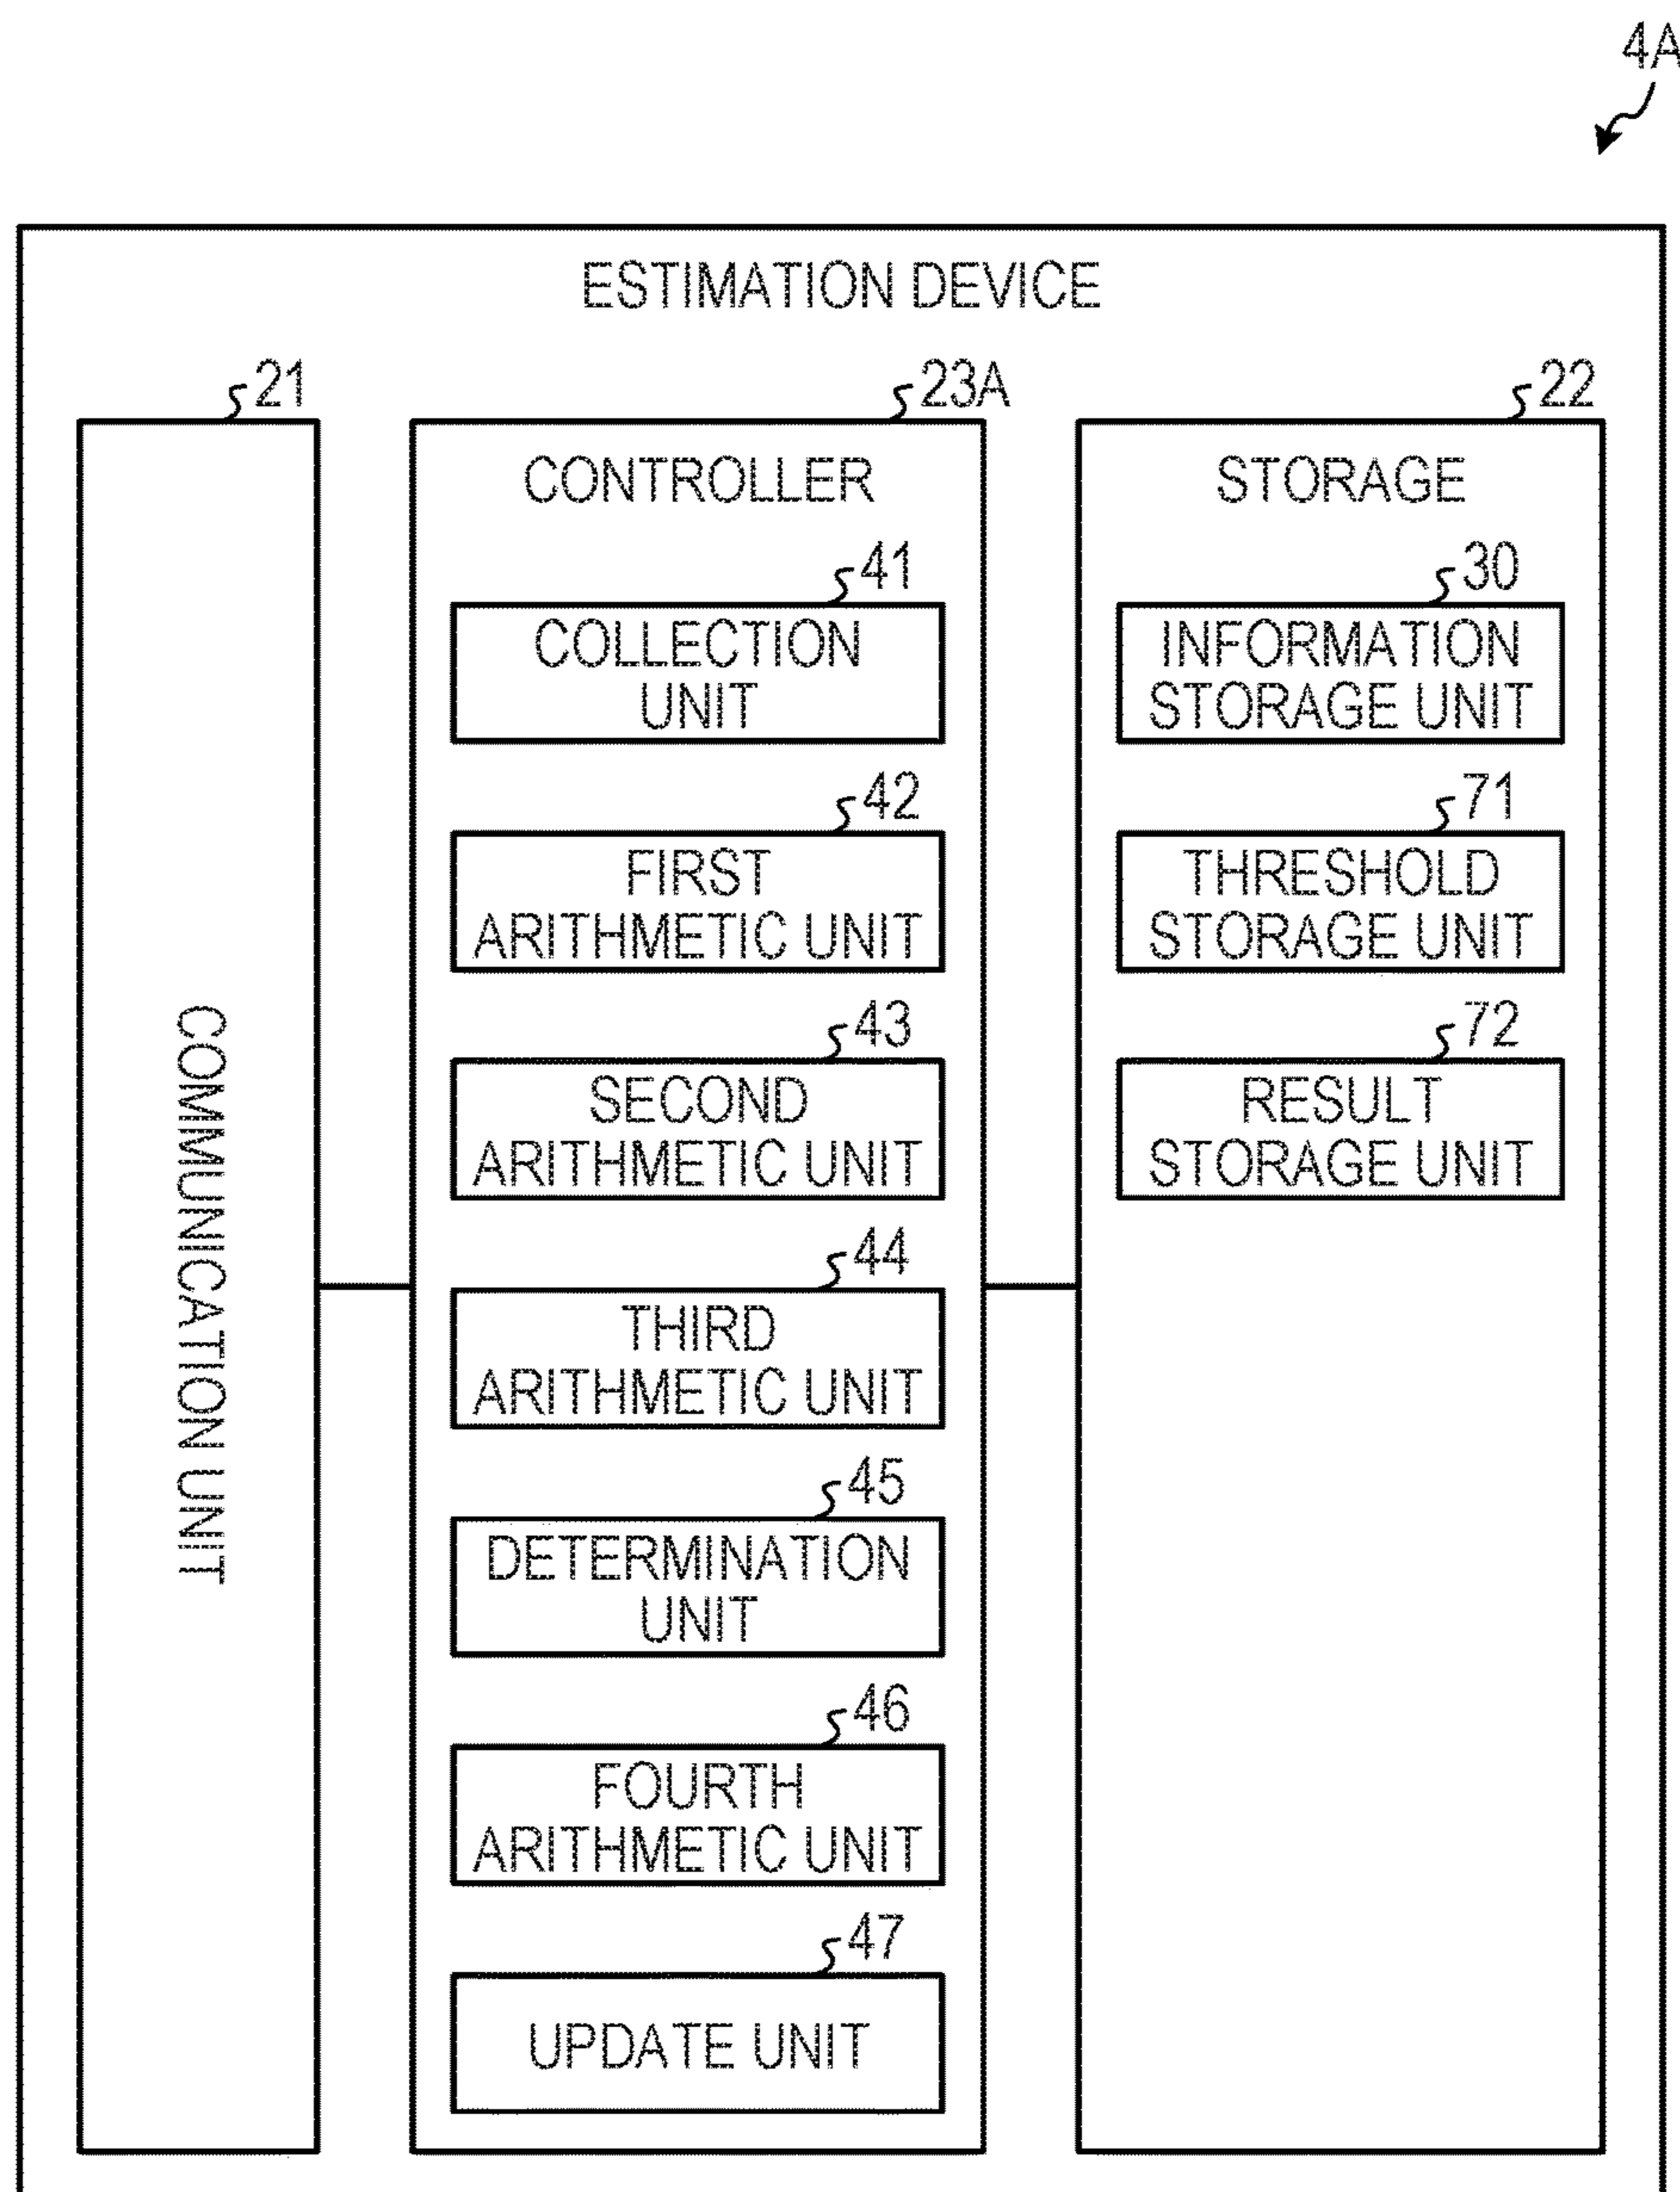 4A
ESTIMATION DEVICE
21
COMMUNICATION UNIT
23A
CONTROLLER
41
COLLECTION
UNIT
42
FIRST
ARITHMETIC UNIT
43
SECOND
ARITHMETIC UNIT
44
THIRD
ARITHMETIC UNIT
45
DETERMINATION
UNIT
46
FOURTH
ARITHMETIC UNIT
47
UPDATE UNIT
22
STORAGE
30
INFORMATION
STORAGE UNIT
71
THRESHOLD
STORAGE UNIT
72
RESULT
STORAGE UNIT